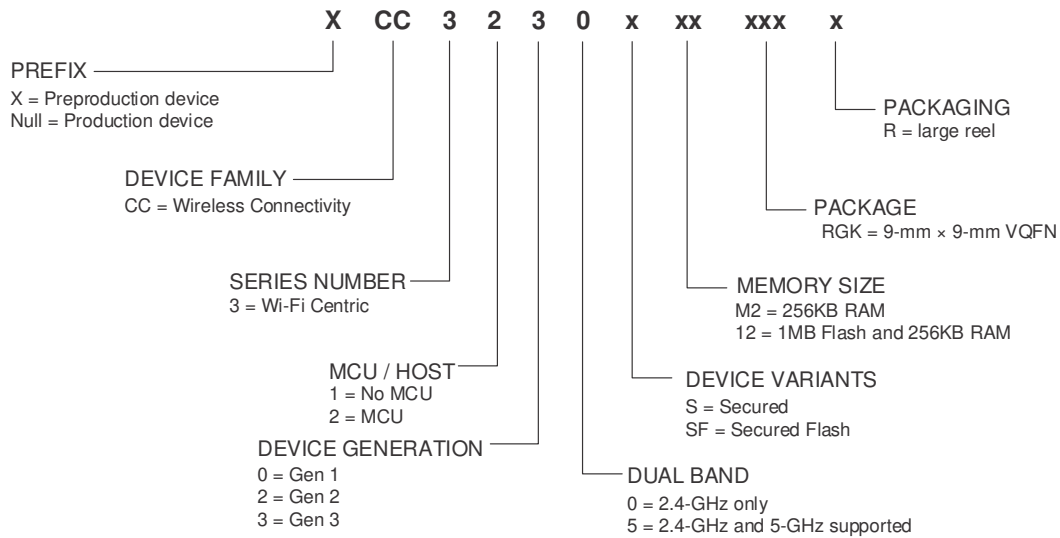 X CC 3 2 3 0 x xx xxx x
PREFIX
X = Preproduction device
Null = Production device
PACKAGING
R = large reel
DEVICE FAMILY
CC = Wireless Connectivity
PACKAGE
RGK = 9-mm × 9-mm VQFN
SERIES NUMBER
3 = Wi-Fi Centric
MEMORY SIZE
M2 = 256KB RAM
12 = 1MB Flash and 256KB RAM
MCU / HOST
1 = No MCU
2 = MCU
DEVICE VARIANTS
S = Secured
SF = Secured Flash
DEVICE GENERATION
0 = Gen 1
2 = Gen 2
3 = Gen 3
DUAL BAND
0 = 2.4-GHz only
5 = 2.4-GHz and 5-GHz supported